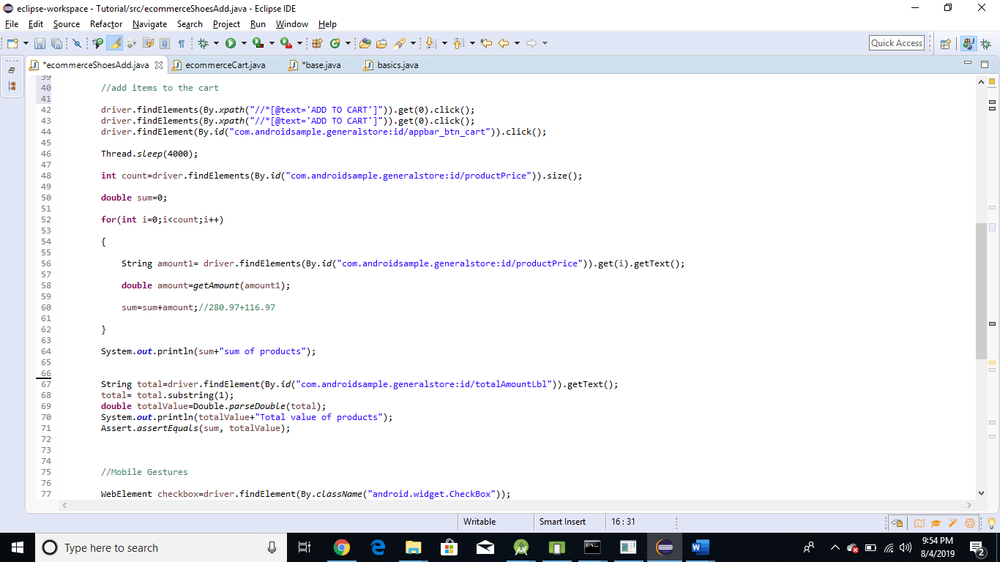 eclipse-workspace - Tutorial/src/ecommerceShoesAdd.java - Eclipse IDE
File Edit Source Refactor Navigate Search Project Run Window Help
Quick Access
*ecommerceShoesAdd.java ecommerceCart.java *base.java basics.java
39
40 //add items to the cart
41
42 driver.findElements(By.xpath("//*[@text='ADD TO CART']")).get(0).click();
43 driver.findElements(By.xpath("//*[@text='ADD TO CART']")).get(0).click();
44 driver.findElement(By.id("com.androidsample.generalstore:id/appbar_btn_cart")).click();
45
46 Thread.sleep(4000);
47
48 int count=driver.findElements(By.id("com.androidsample.generalstore:id/productPrice")).size();
49
50 double sum=0;
51
52 for(int i=0;i<count;i++)
53
54 {
55
56 String amount1= driver.findElements(By.id("com.androidsample.generalstore:id/productPrice")).get(i).getText();
57
58 double amount=getAmount(amount1);
59
60 sum=sum+amount;//280.97+116.97
61
62 }
63
64 System.out.println(sum+"sum of products");
65
66
67 String total=driver.findElement(By.id("com.androidsample.generalstore:id/totalAmountLbl")).getText();
68 total= total.substring(1);
69 double totalValue=Double.parseDouble(total);
70 System.out.println(totalValue+"Total value of products");
71 Assert.assertEquals(sum, totalValue);
72
73
74
75 //Mobile Gestures
76
77 WebElement checkbox=driver.findElement(By.className("android.widget.CheckBox"));
Writable Smart Insert 16 : 31
Type here to search
9:54 PM
8/4/2019
2